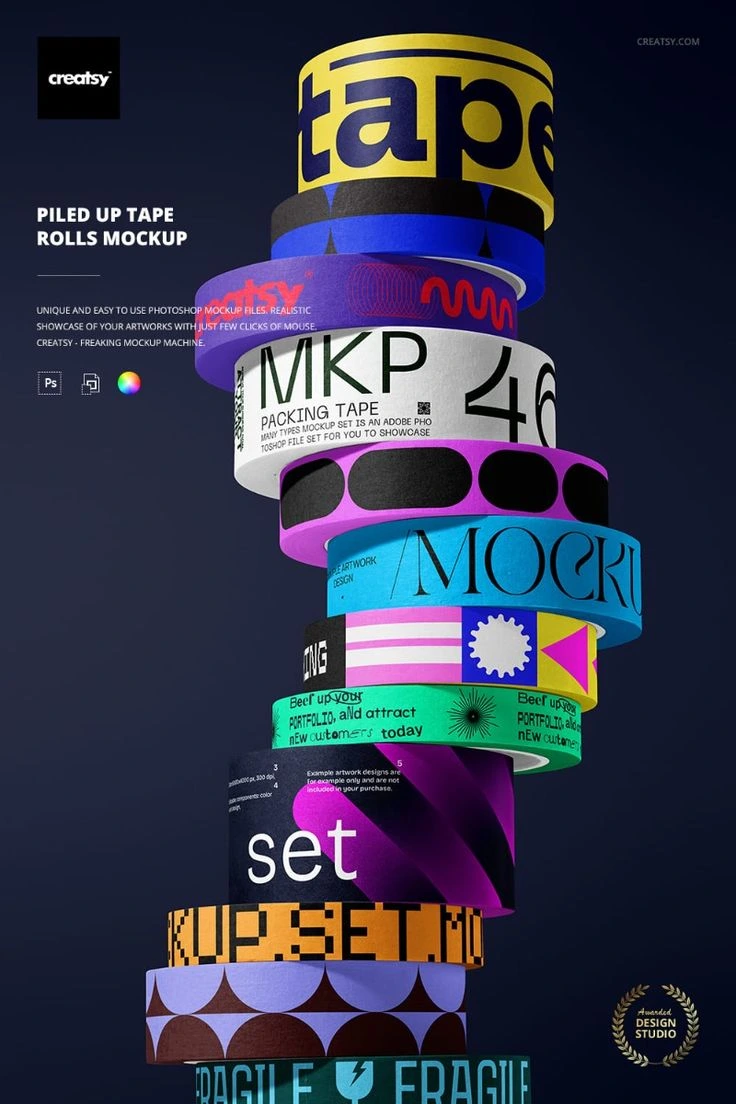 creatsy
CREATSY.COM
PILED UP TAPE
ROLLS MOCKUP
UNIQUE AND EASY TO USE PHOTOSHOP MOCKUP FILES. REALISTIC
SHOWCASE OF YOUR ARTWORKS WITH JUST FEW CLICKS OF MOUSE.
CREATSY - FREAKING MOCKUP MACHINE.
Ps
tape
creatsy
MKP
46
PACKING TAPE
MANY TYPES MOCKUP SET IS AN ADOBE PHO
TOSHOP FILE SET FOR YOU TO SHOWCASE
ARTWORK
DESIGN
/MOCKU
ING
Beef up your
PORTFOLIO, aNd attract
nEw customers today
Beef up your
PORTFOLIO, aNd
nEw customers
3
4
5
Example artwork designs are
for example only and are not
included in your purchase.
set
KUP.SET.MO
FRAGILE FRAGILE
Awarded
DESIGN
STUDIO